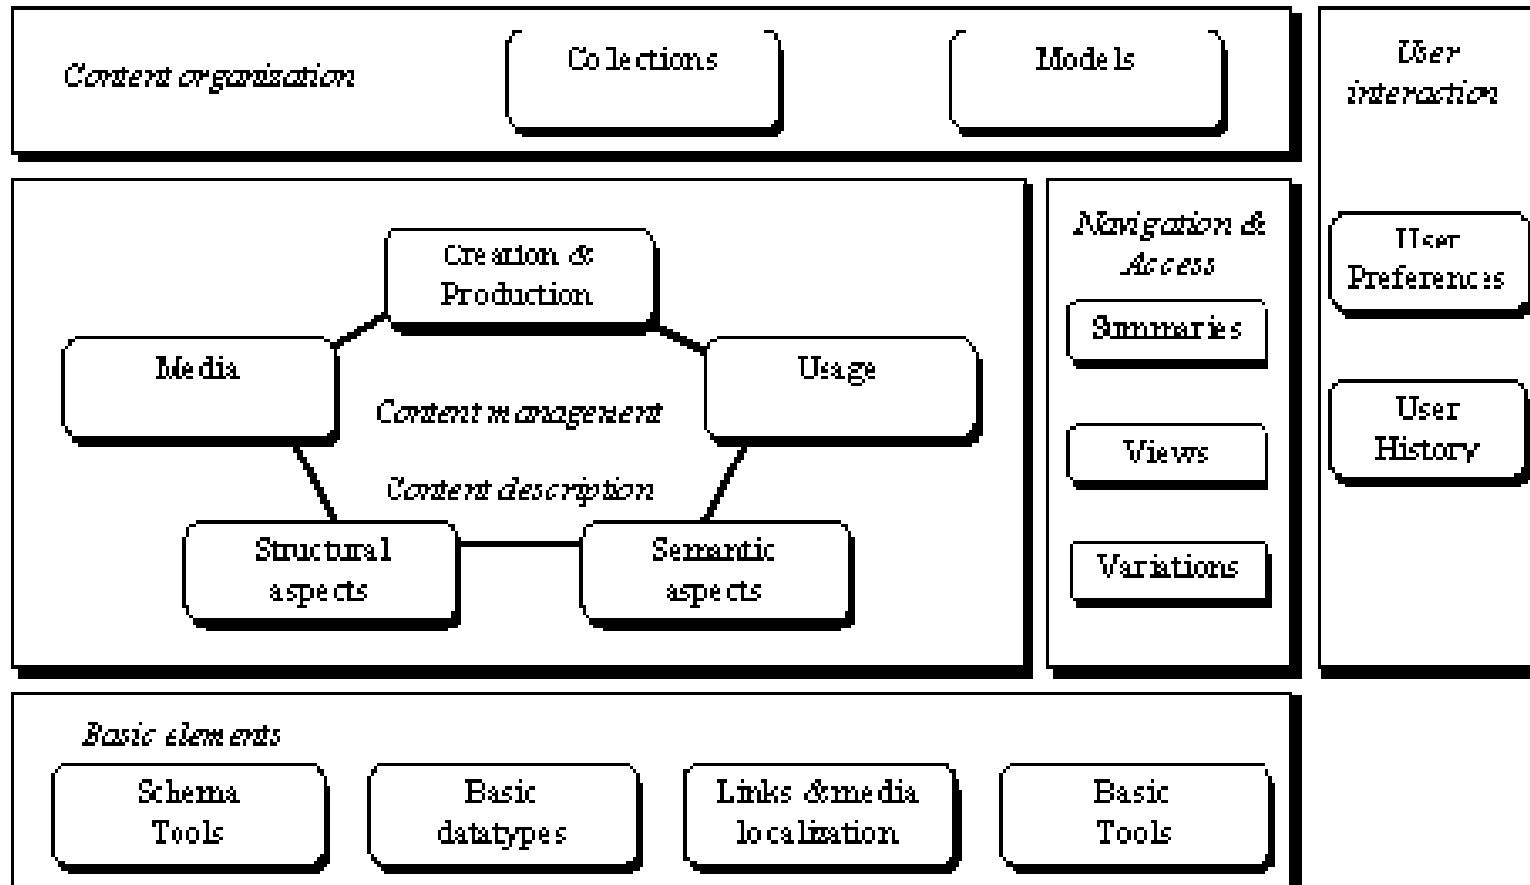 Content organization
Collections
Models
User
interaction
Creation &
Production
Media
Usage
Content management
Content description
Structural
aspects
Semantic
aspects
Navigation &
Access
Summaries
Views
Variations
User
Preferences
User
History
Basic elements
Schema
Tools
Basic
datatypes
Links & media
localization
Basic
Tools